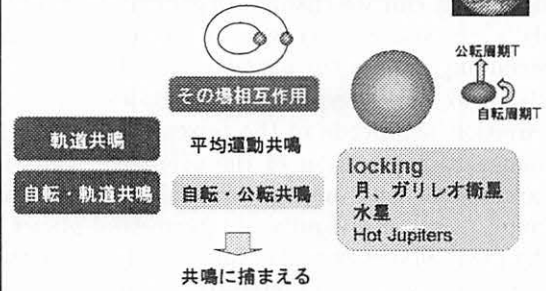 公転周期T
自転周期T
その場相互作用
軌道共鳴
平均運動共鳴
自転・軌道共鳴
自転・公転共鳴
locking
月、ガリレオ衛星
水星
Hot Jupiters
共鳴に捕まえる